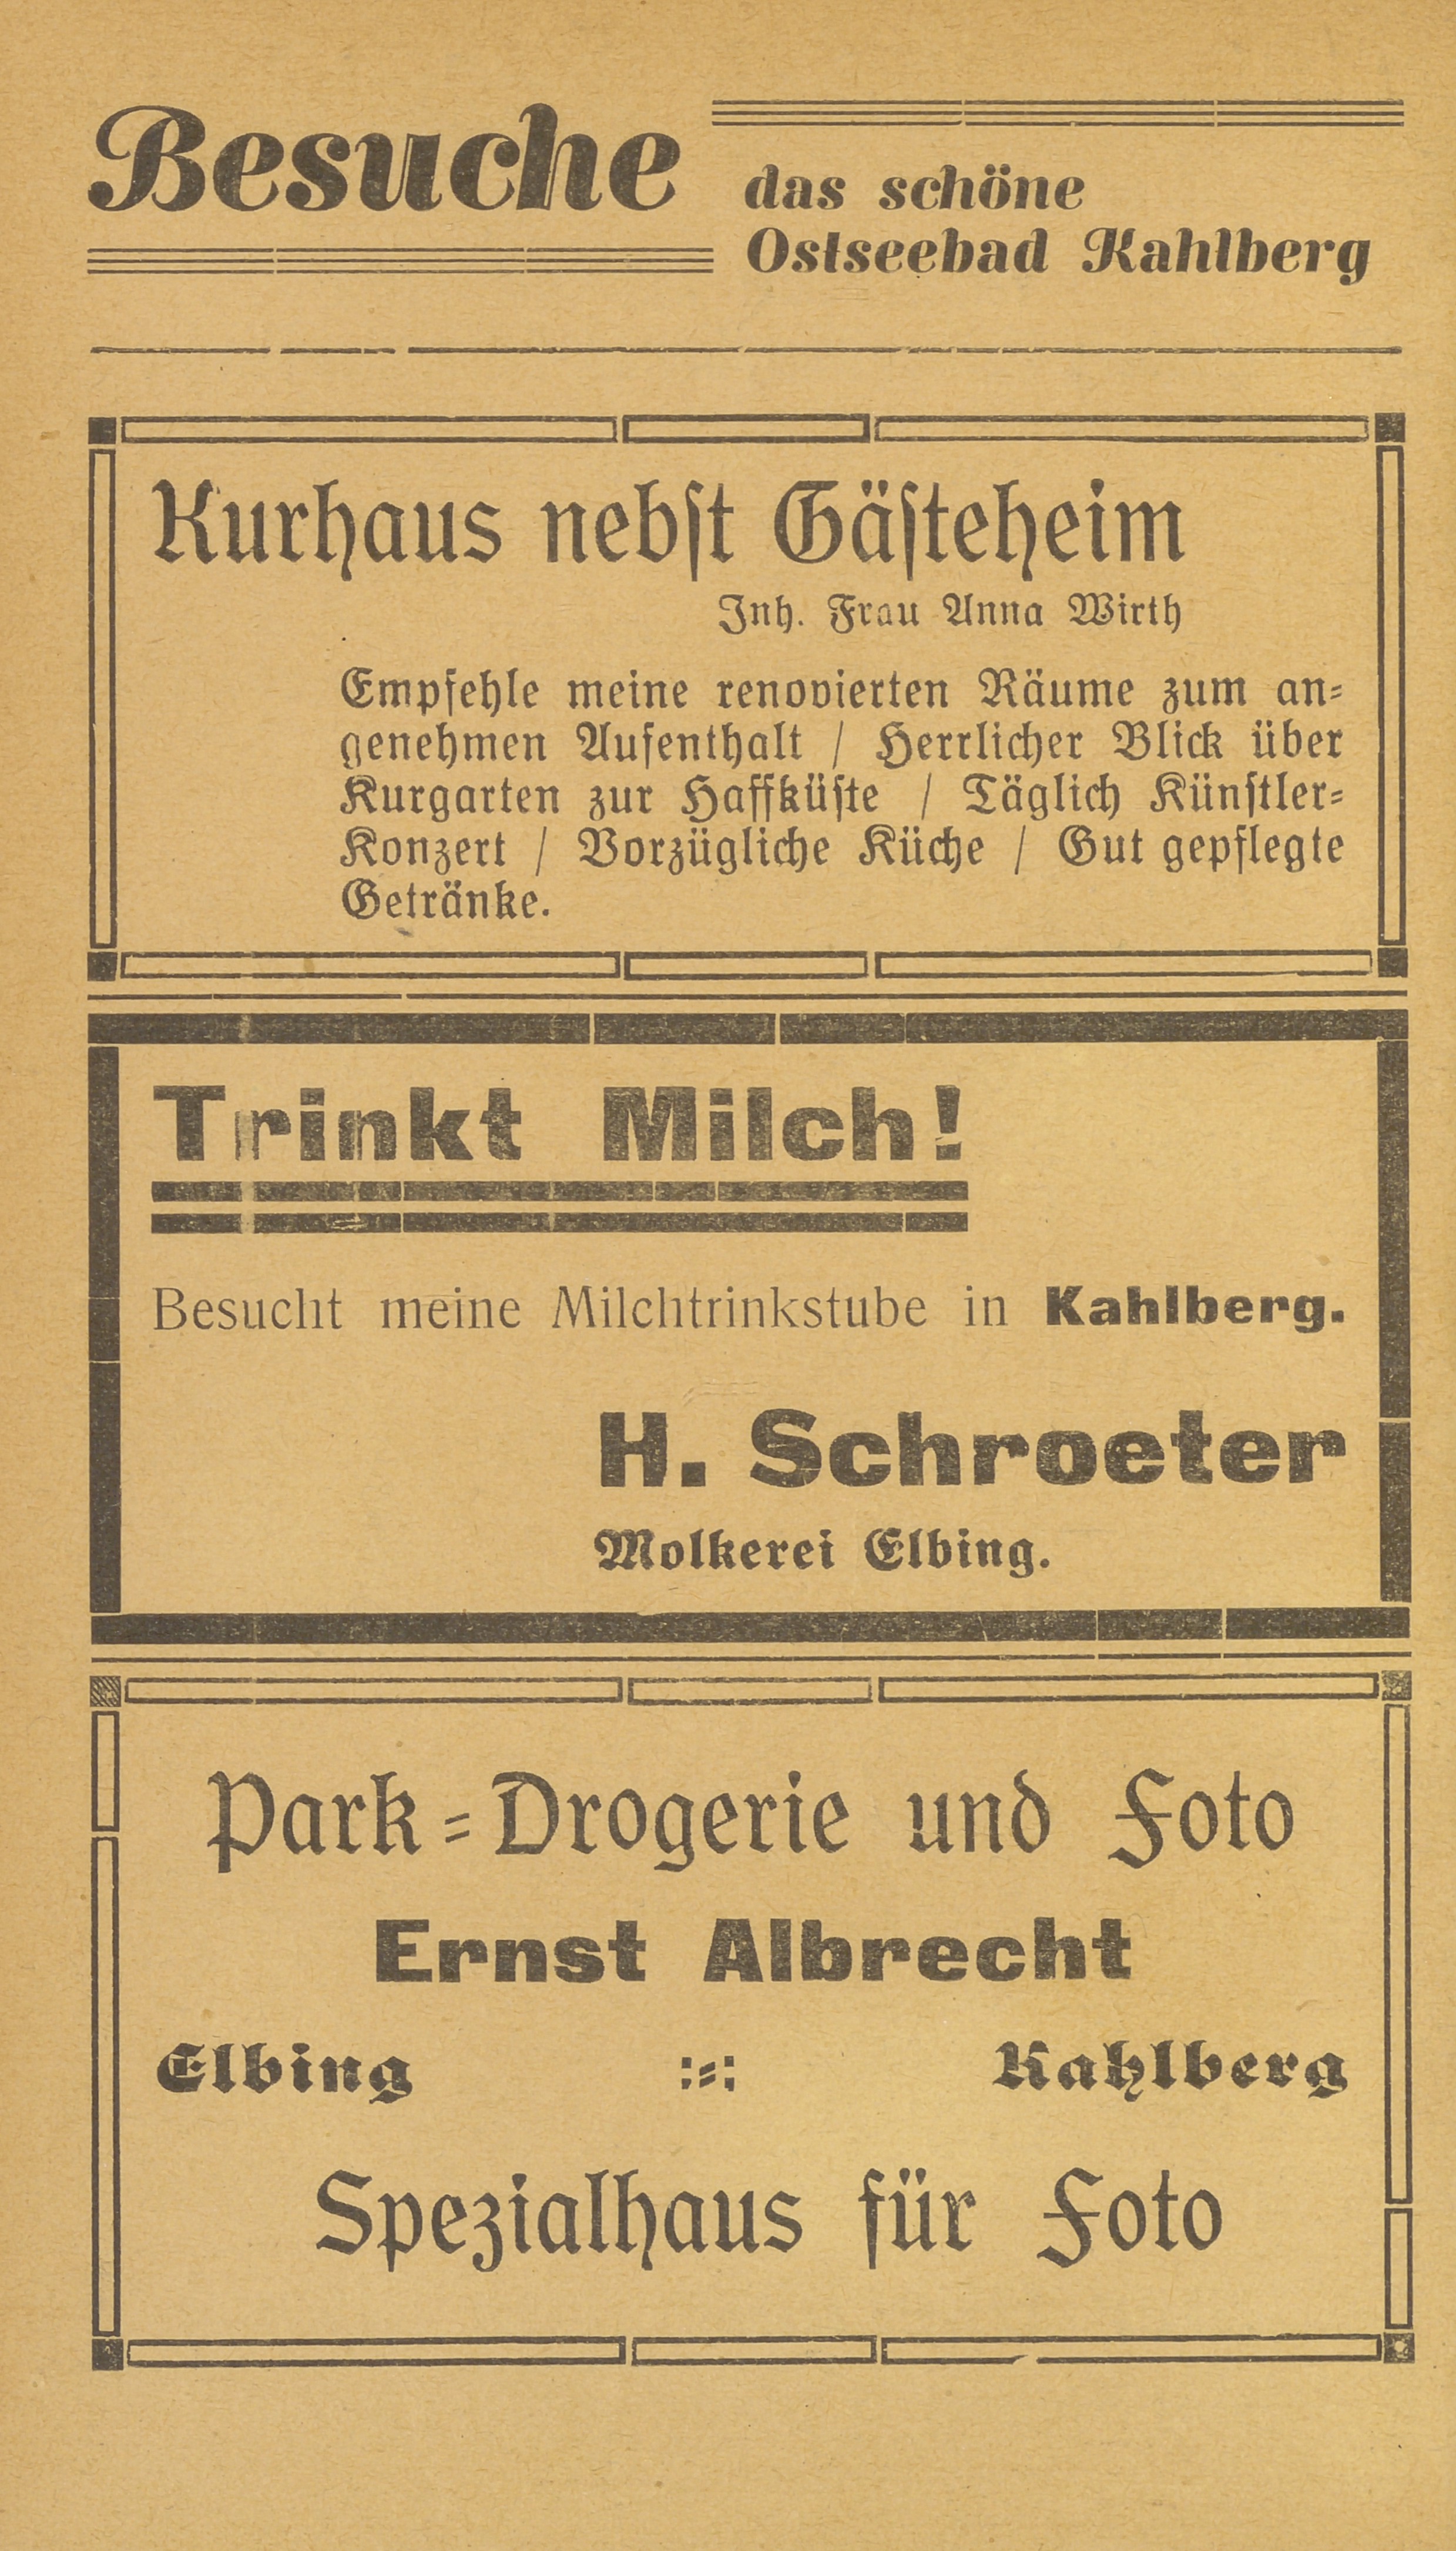 Besuche
das schöne
Ostseebad Kahlberg
Kurhaus nebſt Gäſteheim
Inh. Frau Anna Wirth
Empfehle meine renovierten Räume zum an-
genehmen Aufenthalt / Herrlicher Blick über
Kurgarten zur Haffküſte / Täglich Künſtler-
Konzert / Vorzügliche Küche / Gut gepflegte
Getränke.
Trinkt Milch!
Besucht meine Milchtrinkstube in Kahlberg.
H. Schroeter
Molkerei Elbing.
Park-Drogerie und Foto
Ernst Albrecht
Elbing :-: Kahlberg
Spezialhaus für Foto